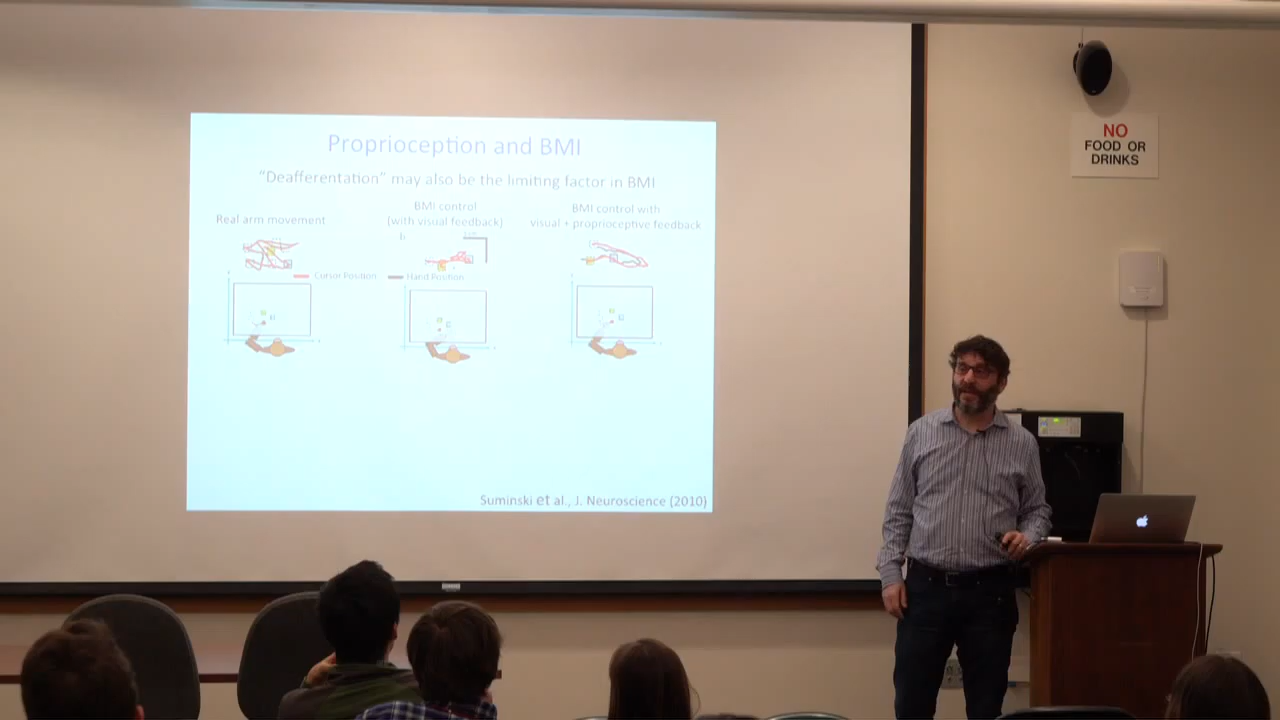 Proprioception and BMI
"Deafferentation" may also be the limiting factor in BMI
Real arm movement
BMI control
(with visual feedback)
BMI control with
visual + proprioceptive feedback
b
Cursor Position
Hand Position
Suminski et al., J. Neuroscience (2010)
NO
FOOD OR
DRINKS